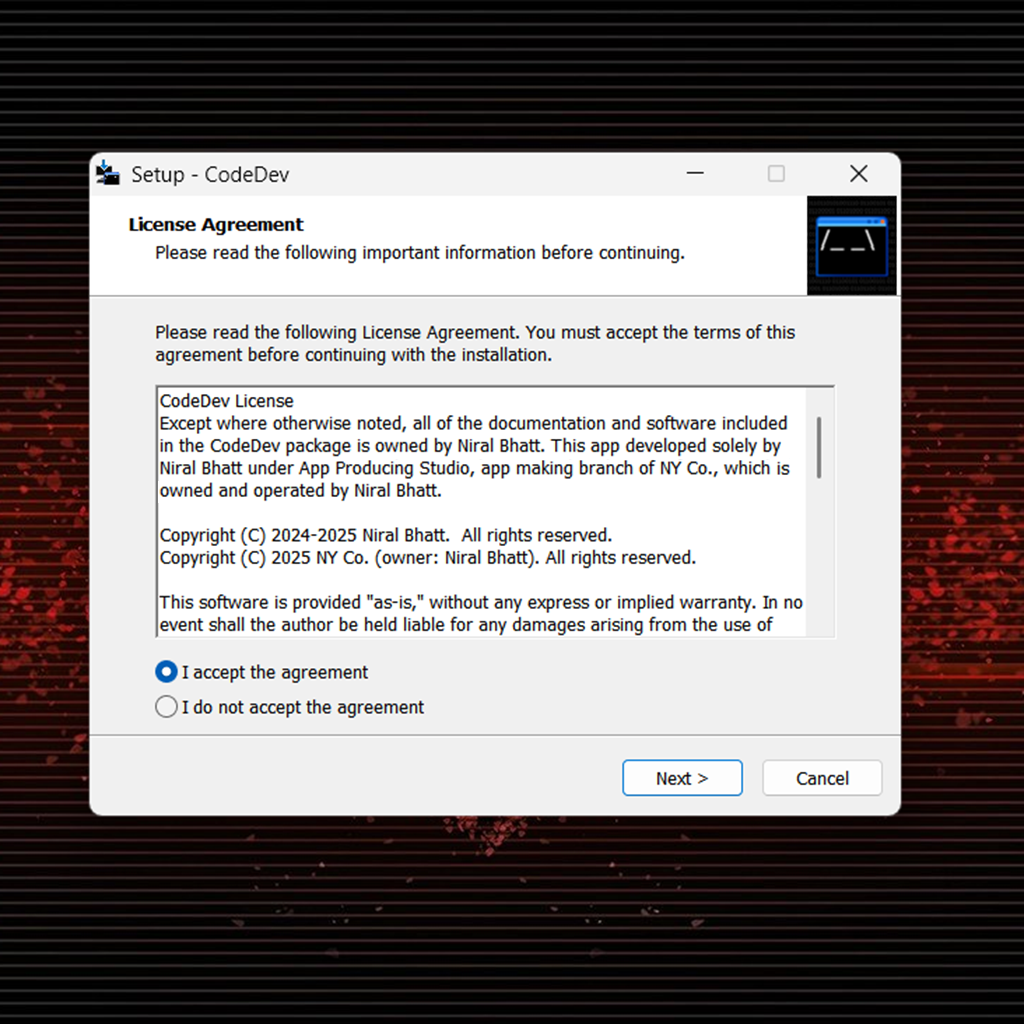 Setup - CodeDev
License Agreement
Please read the following important information before continuing.
Please read the following License Agreement. You must accept the terms of this
agreement before continuing with the installation.
CodeDev License
Except where otherwise noted, all of the documentation and software included
in the CodeDev package is owned by Niral Bhatt. This app developed solely by
Niral Bhatt under App Producing Studio, app making branch of NY Co., which is
owned and operated by Niral Bhatt.
Copyright (C) 2024-2025 Niral Bhatt.  All rights reserved.
Copyright (C) 2025 NY Co. (owner: Niral Bhatt). All rights reserved.
This software is provided "as-is," without any express or implied warranty. In no
event shall the author be held liable for any damages arising from the use of
I accept the agreement
I do not accept the agreement
Next >
Cancel